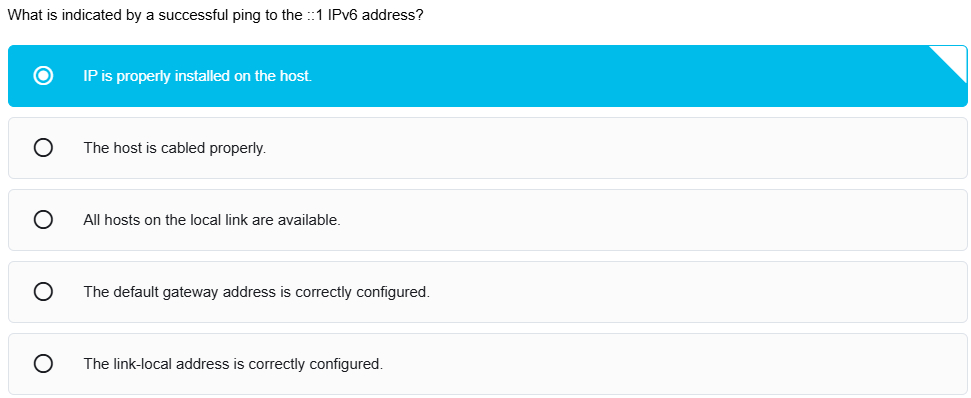 What is indicated by a successful ping to the ::1 IPv6 address?
IP is properly installed on the host.
The host is cabled properly.
All hosts on the local link are available.
The default gateway address is correctly configured.
The link-local address is correctly configured.